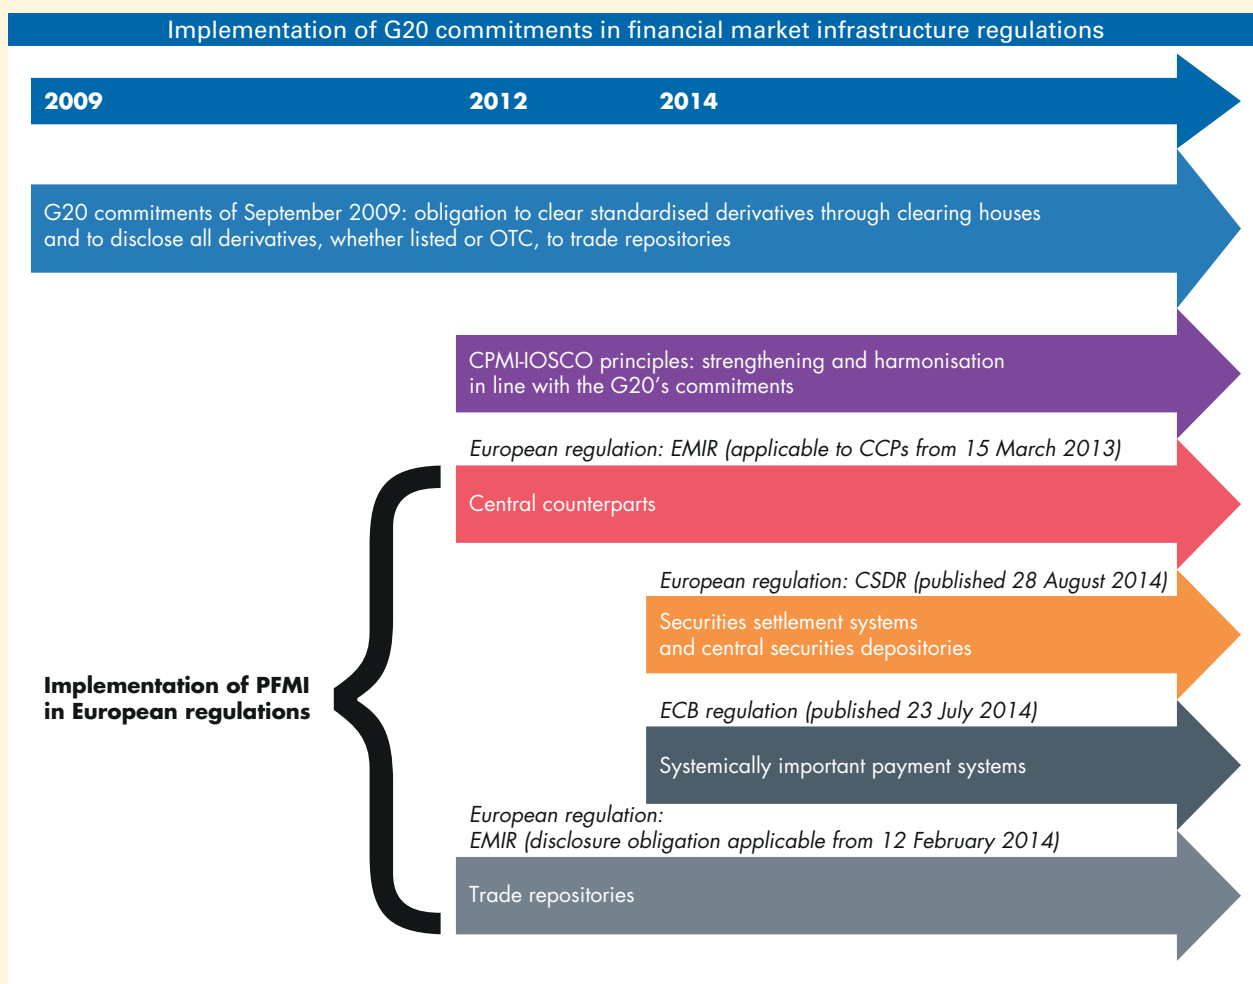 Implementation of G20 commitments in financial market infrastructure regulations
2009 2012 2014
G20 commitments of September 2009: obligation to clear standardised derivatives through clearing houses
and to disclose all derivatives, whether listed or OTC, to trade repositories
CPMI-IOSCO principles: strengthening and harmonisation
in line with the G20's commitments
European regulation: EMIR (applicable to CCPs from 15 March 2013)
Central counterparts
European regulation: CSDR (published 28 August 2014)
Securities settlement systems
and central securities depositories
Implementation of PFMI
in European regulations
ECB regulation (published 23 July 2014)
Systemically important payment systems
European regulation:
EMIR (disclosure obligation applicable from 12 February 2014)
Trade repositories